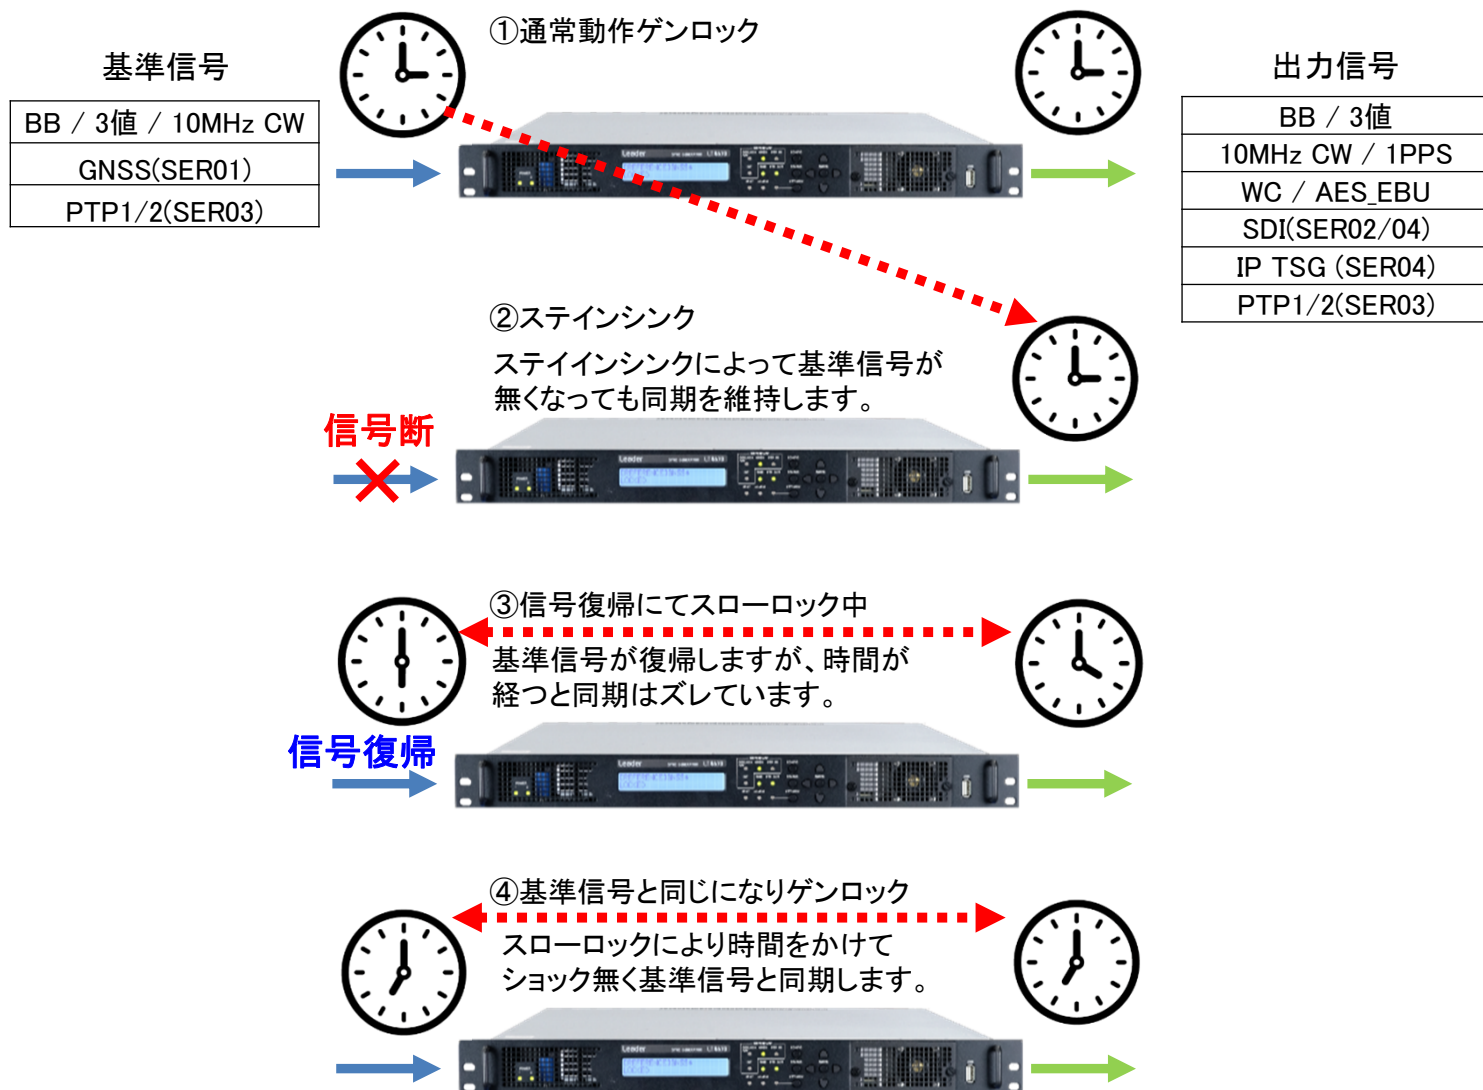 ①通常動作ゲンロック
基準信号
BB / 3値 / 10MHz CW
GNSS(SER01)
PTP1/2(SER03)
出力信号
BB / 3値
10MHz CW / 1PPS
WC / AES_EBU
SDI(SER02/04)
IP TSG (SER04)
PTP1/2(SER03)
Leader
②ステインシンク
ステイインシンクによって基準信号が
無くなっても同期を維持します。
信号断
Leader
③信号復帰にてスローロック中
基準信号が復帰しますが、時間が
経つと同期はズレています。
信号復帰
Leader
④基準信号と同じになりゲンロック
スローロックにより時間をかけて
ショック無く基準信号と同期します。
Leader